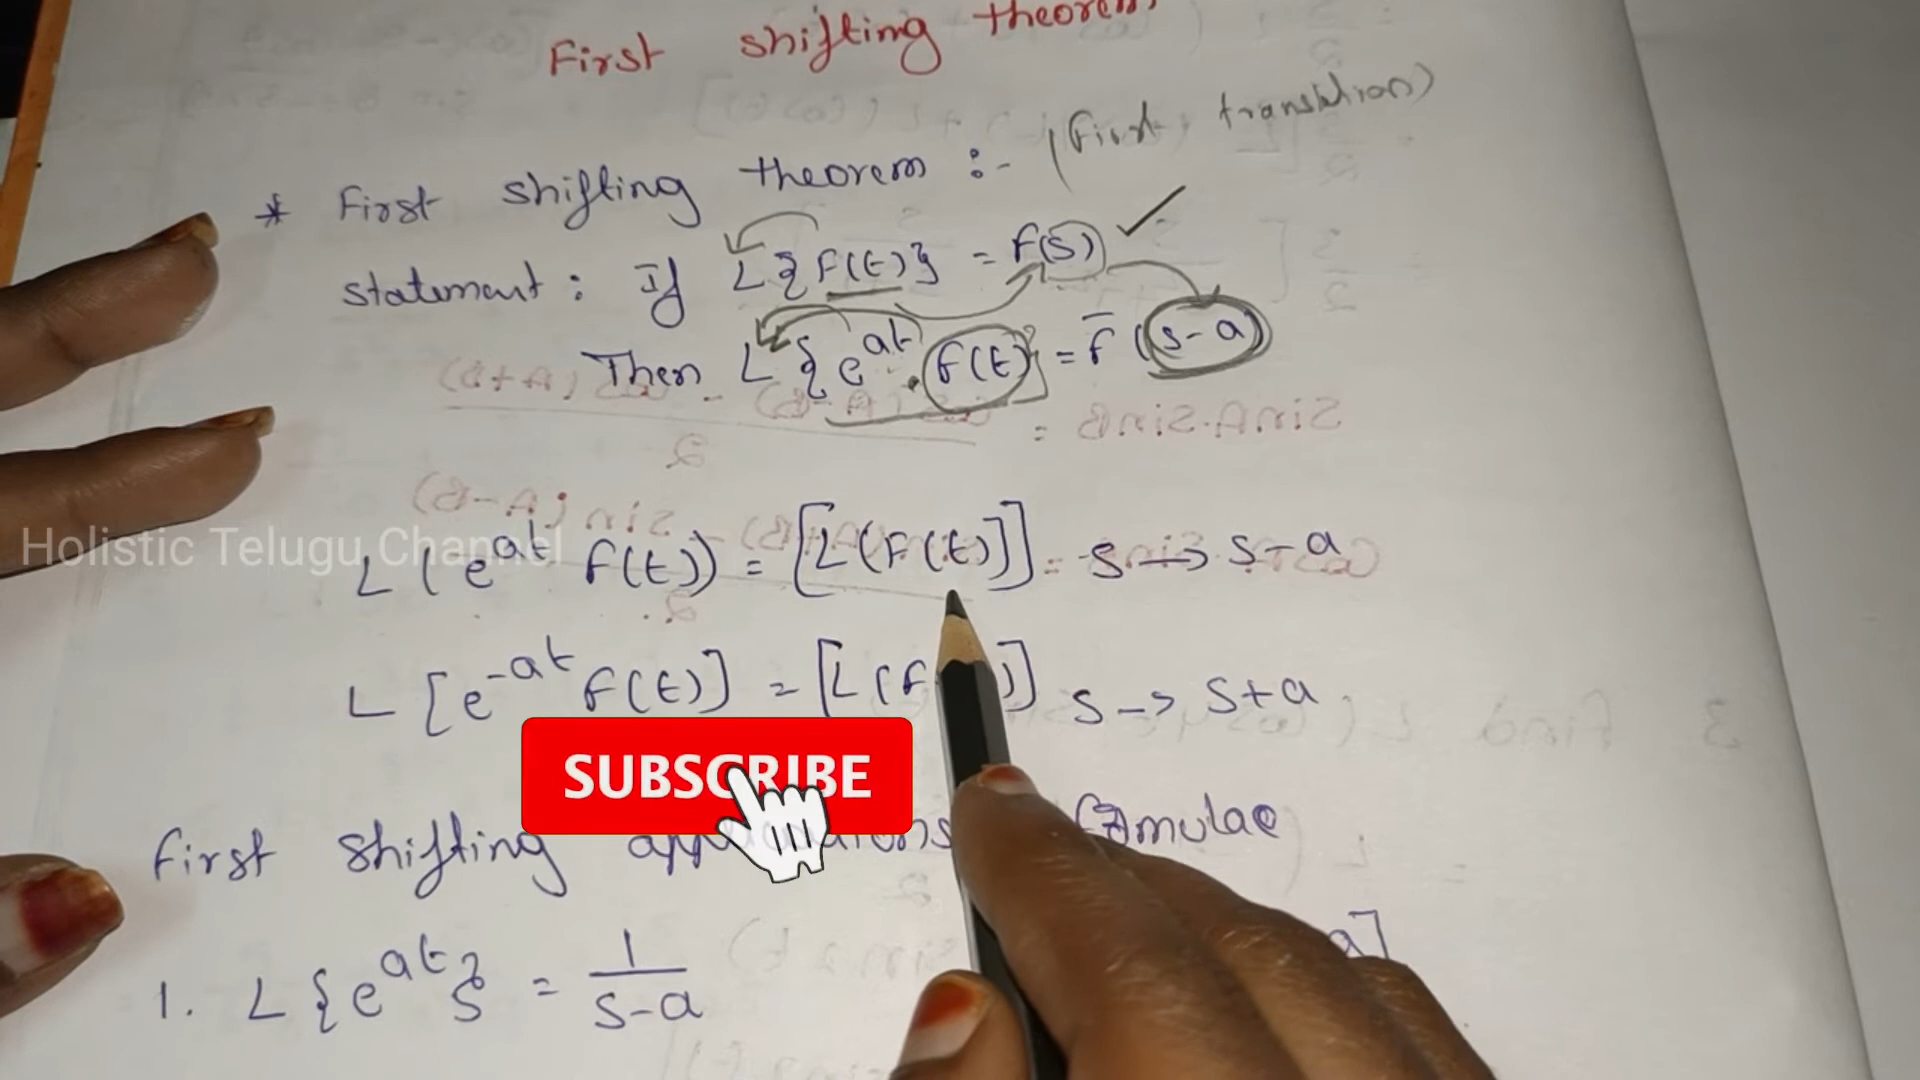 First shifting theorem
* First shifting theorem :- (First translation)
statement : If L{F(t)} = F(s) ✓
Then L{e^at . f(t)} = f̄(s-a)
L(e^at f(t)) = [L(F(t)]] s → s-a
L[e^-at f(t)] = [L(F )] s → s+a
Holistic Telugu Channel
SUBSCRIBE
First shifting formulae
1. L{e^at} = 1/(s-a)
a]